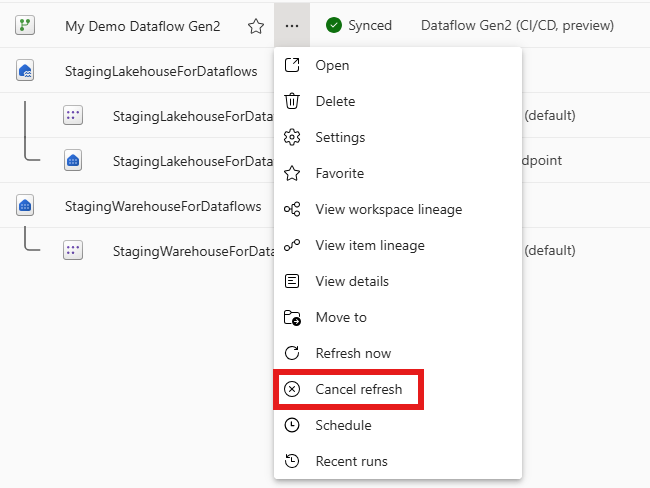 My Demo Dataflow Gen2 ... Synced Dataflow Gen2 (CI/CD, preview)
StagingLakehouseForDataflows
StagingLakehouseForData (default)
StagingLakehouseForData dpoint
StagingWarehouseForDataflows
StagingWarehouseForData (default)
Open
Delete
Settings
Favorite
View workspace lineage
View item lineage
View details
Move to
Refresh now
Cancel refresh
Schedule
Recent runs